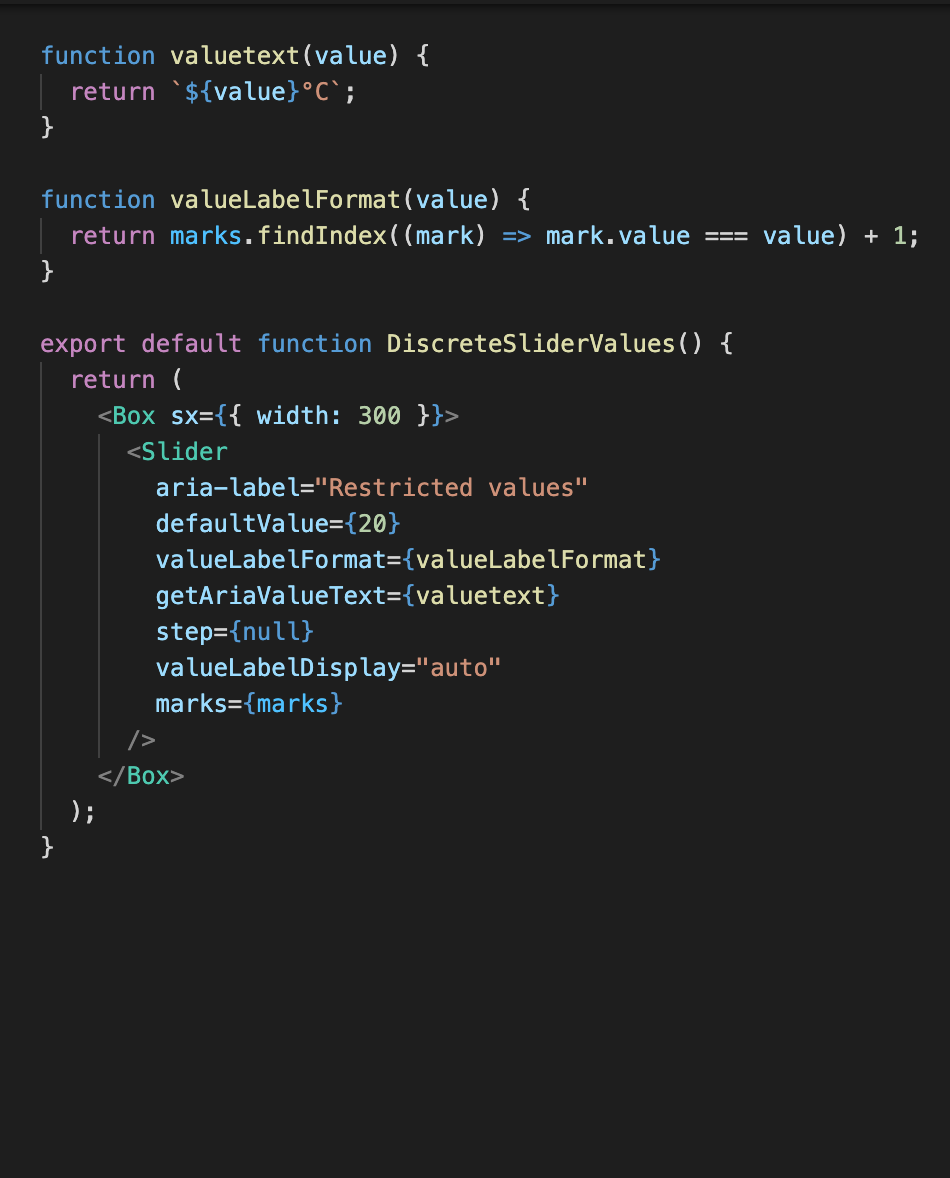 function valuetext(value) {
  return `${value}°C`;
}

function valueLabelFormat(value) {
  return marks.findIndex((mark) => mark.value === value) + 1;
}

export default function DiscreteSliderValues() {
  return (
    <Box sx={{ width: 300 }}>
      <Slider
        aria-label="Restricted values"
        defaultValue={20}
        valueLabelFormat={valueLabelFormat}
        getAriaValueText={valuetext}
        step={null}
        valueLabelDisplay="auto"
        marks={marks}
      />
    </Box>
  );
}